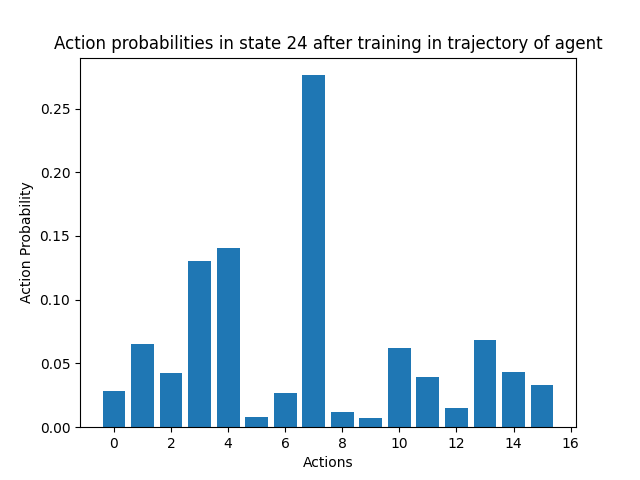 Action probabilities in state 24 after training in trajectory of agent
0.25
0.20
0.15
0.10
0.05
0.00
Action Probability
0 2 4 6 8 10 12 14 16
Actions